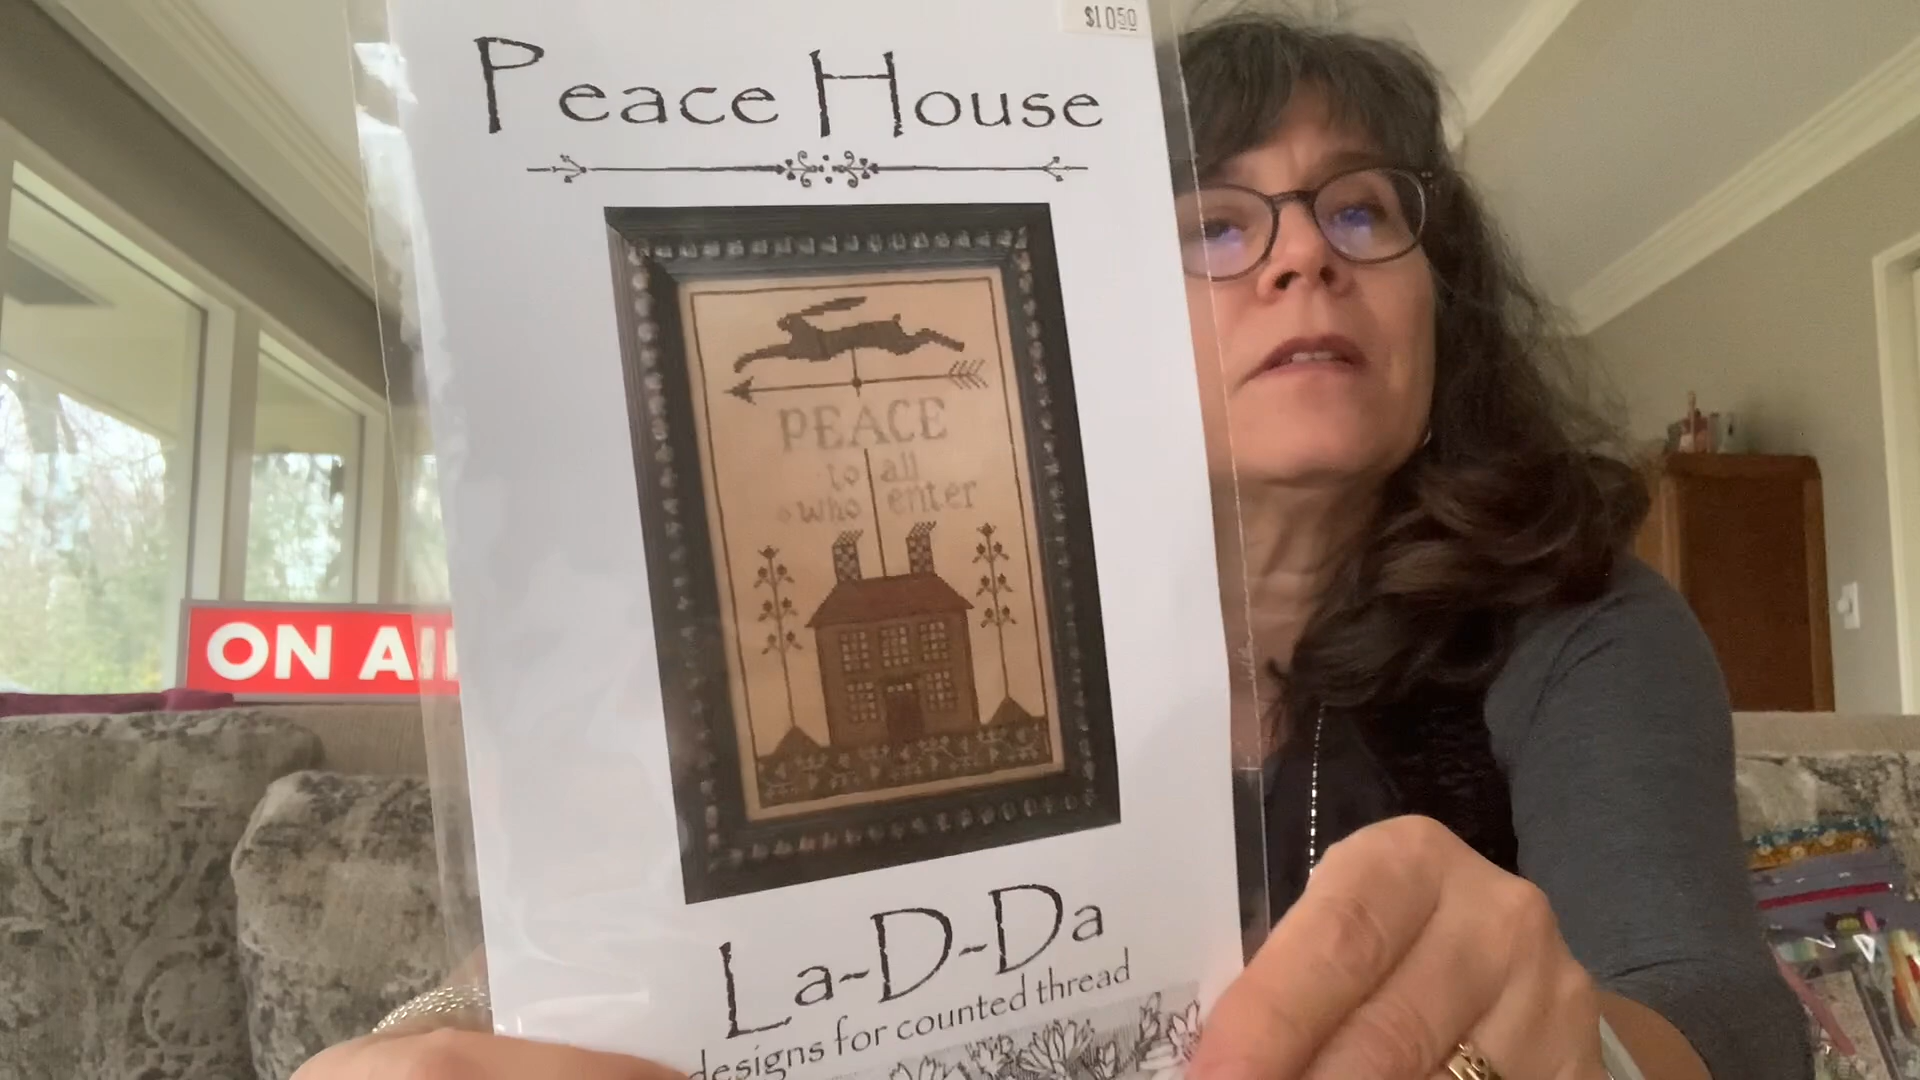 $10.50
Peace House
PEACE
to all
who enter
ON AI
La-D-Da
designs for counted thread